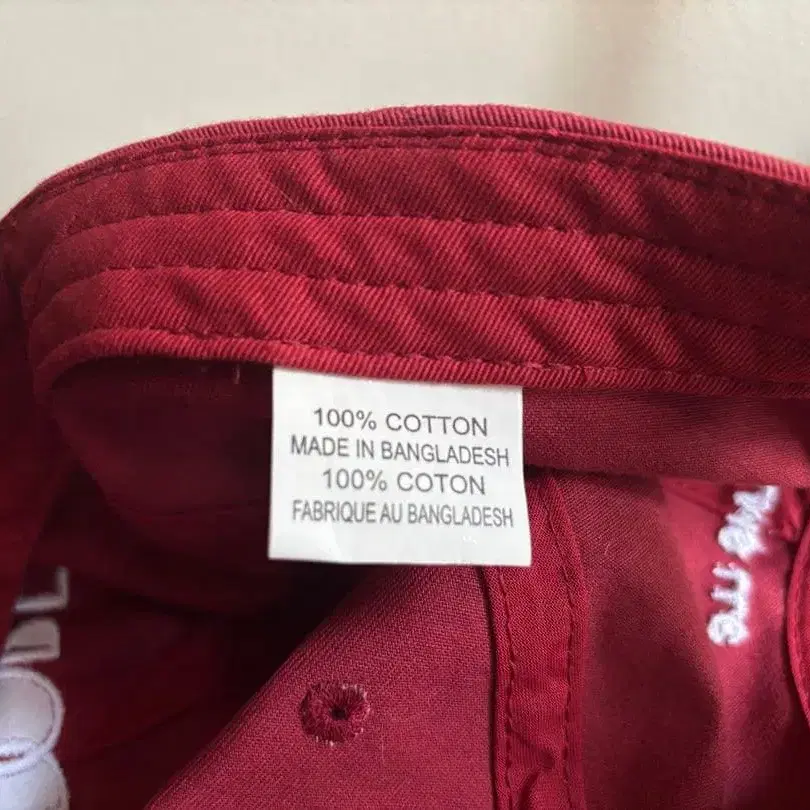 100% COTTON
MADE IN BANGLADESH
100% COTON
FABRIQUE AU BANGLADESH